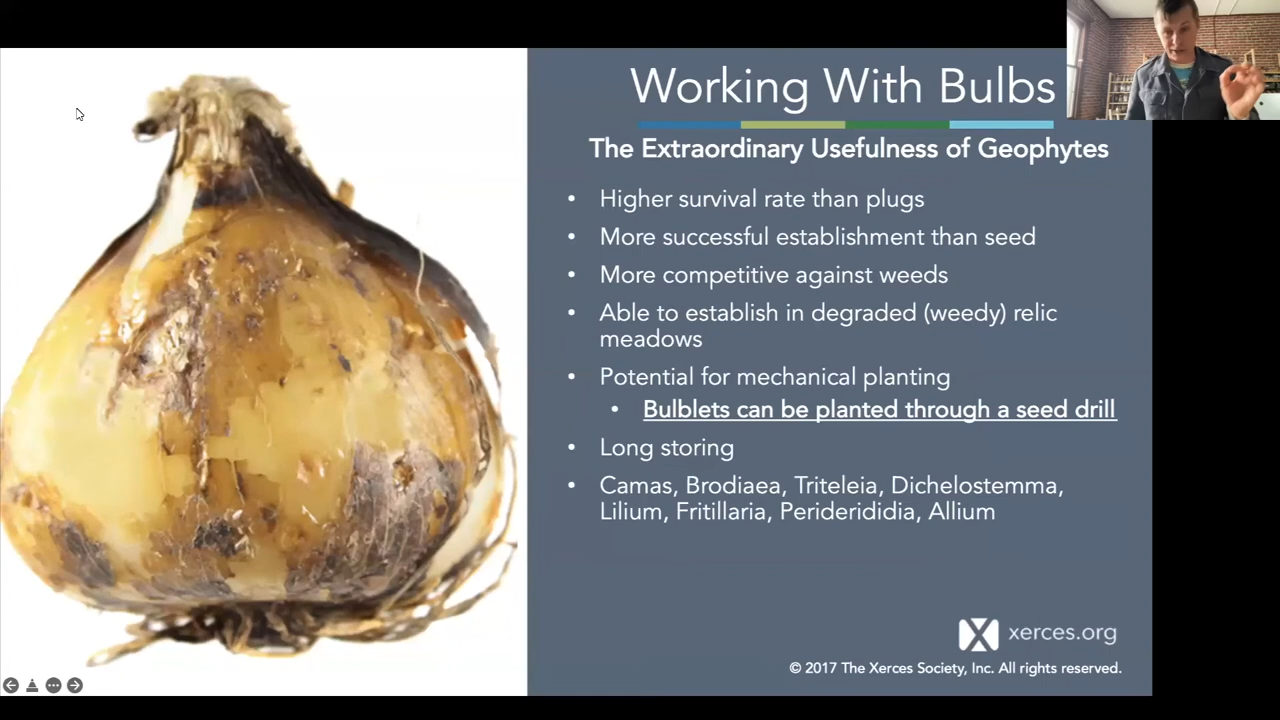 Working With Bulbs
The Extraordinary Usefulness of Geophytes
• Higher survival rate than plugs
• More successful establishment than seed
• More competitive against weeds
• Able to establish in degraded (weedy) relic
meadows
• Potential for mechanical planting
• Bulblets can be planted through a seed drill
• Long storing
• Camas, Brodiaea, Triteleia, Dichelostemma,
Lilium, Fritillaria, Periderididia, Allium
xerces.org
© 2017 The Xerces Society, Inc. All rights reserved.